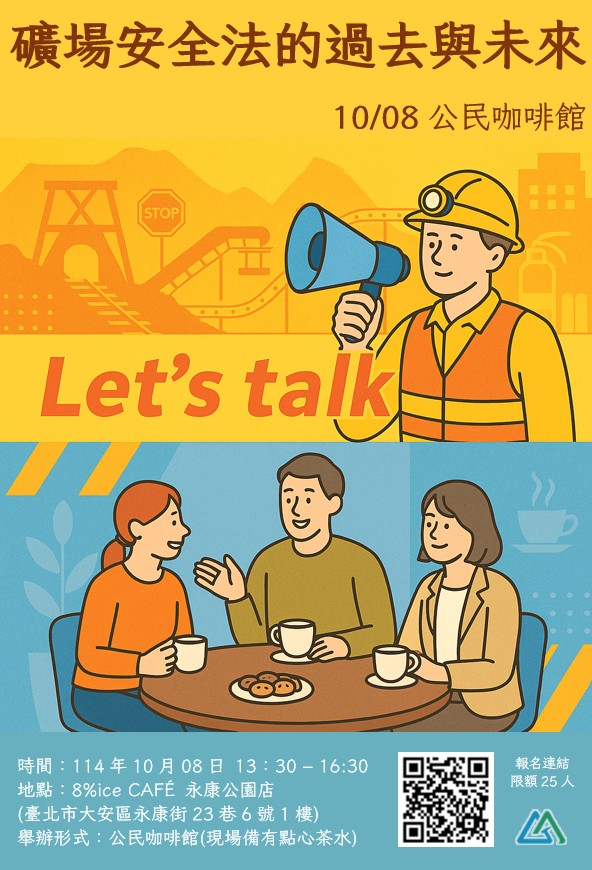 礦場安全法的過去與未來
10/08 公民咖啡館
STOP
Let's talk
時間：114 年 10 月 08 日 13：30 – 16:30
地點：8%ice CAFÉ 永康公園店
(臺北市大安區永康街 23 巷 6 號 1 樓)
舉辦形式：公民咖啡館(現場備有點心茶水)
報名連結
限額 25 人